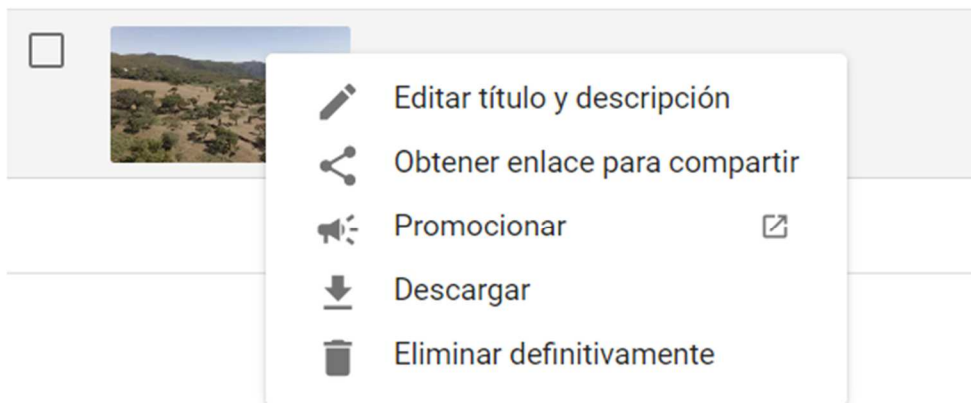 Editar título y descripción
Obtener enlace para compartir
Promocionar
Descargar
Eliminar definitivamente